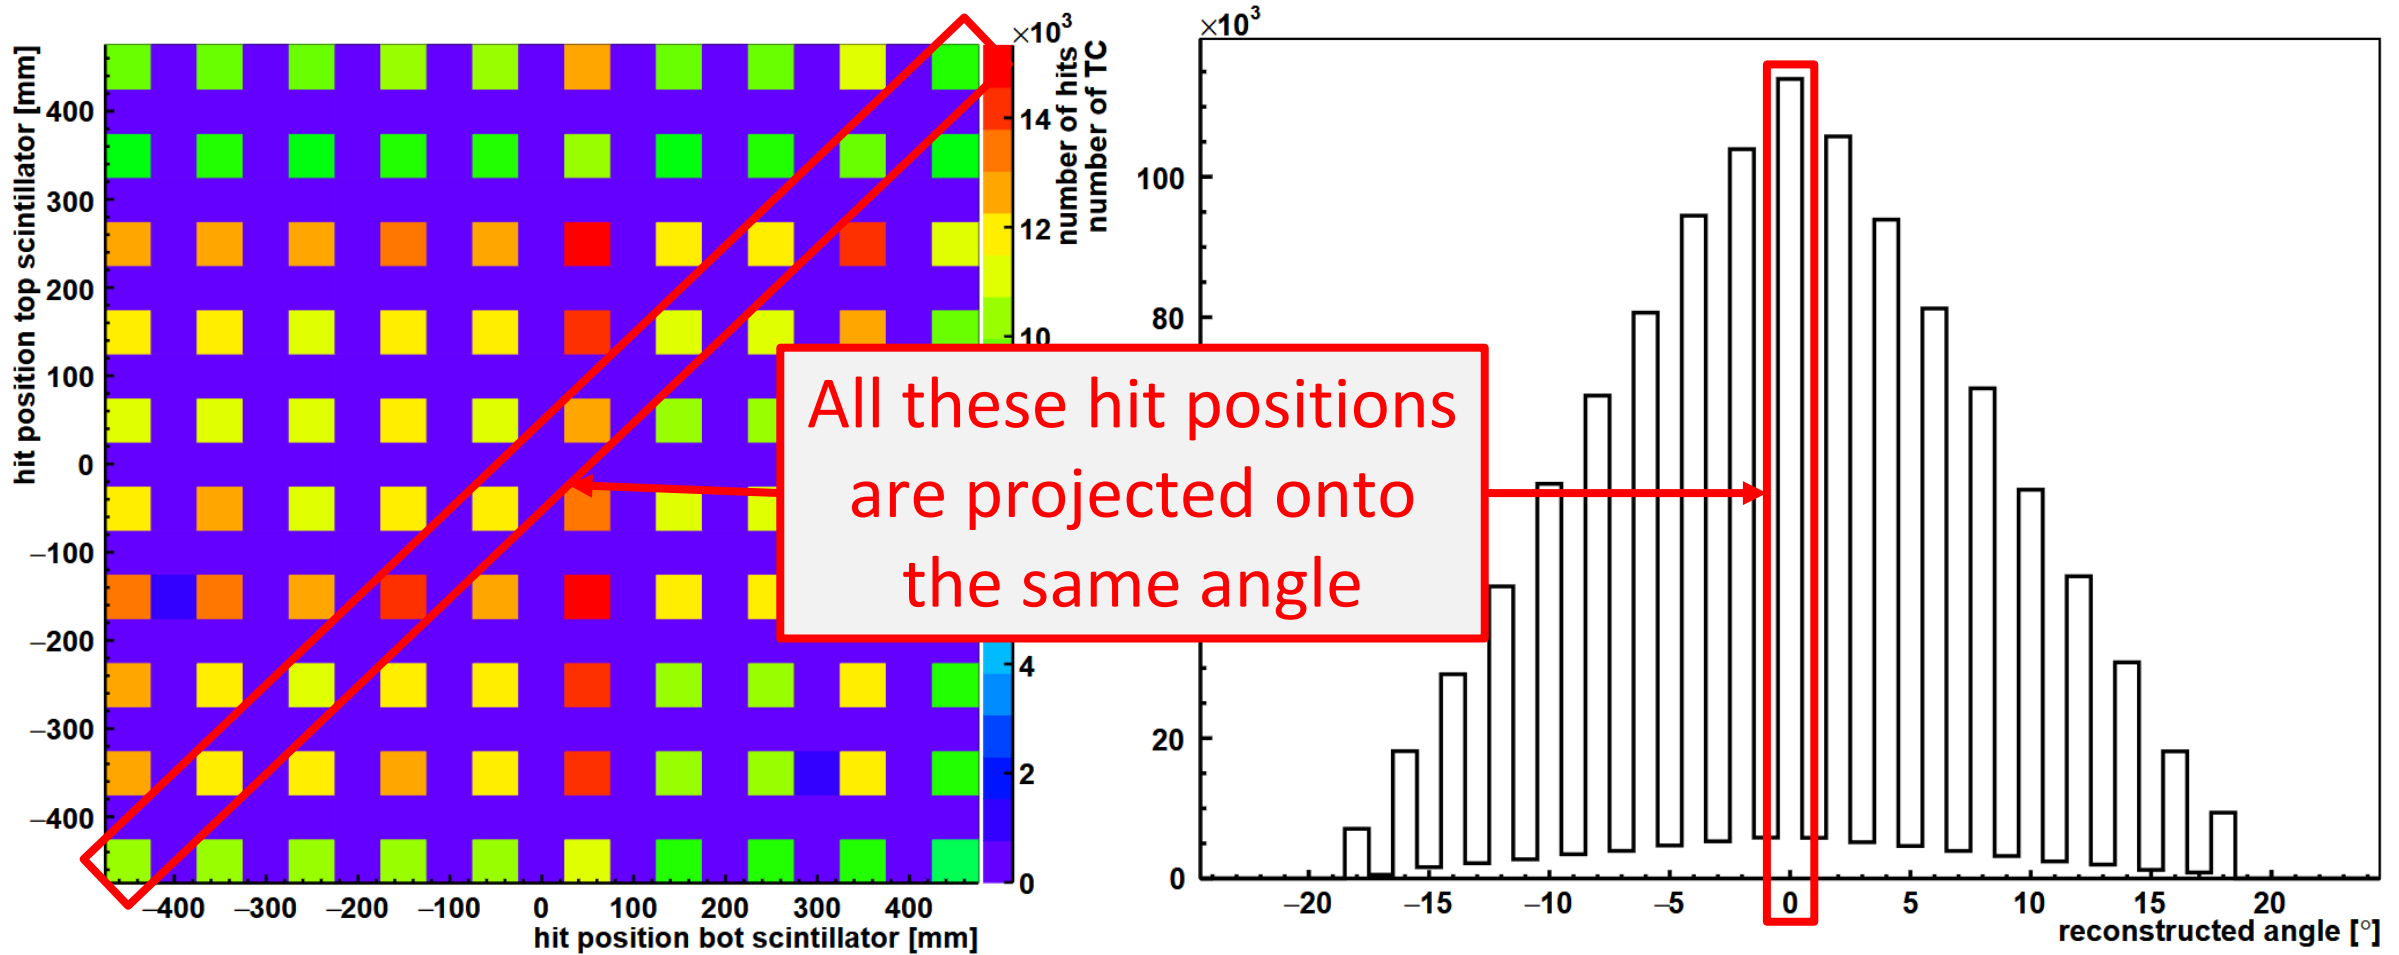 ×10³
hit position top scintillator [mm]
400
300
200
100
0
−100
−200
−300
−400
−400 −300 −200 −100 0 100 200 300 400
hit position bot scintillator [mm]
number of hits
number of TC
14
12
10
4
2
0
All these hit positions
are projected onto
the same angle
×10³
100
80
20
0
−20 −15 −10 −5 0 5 10 15 20
reconstructed angle [°]